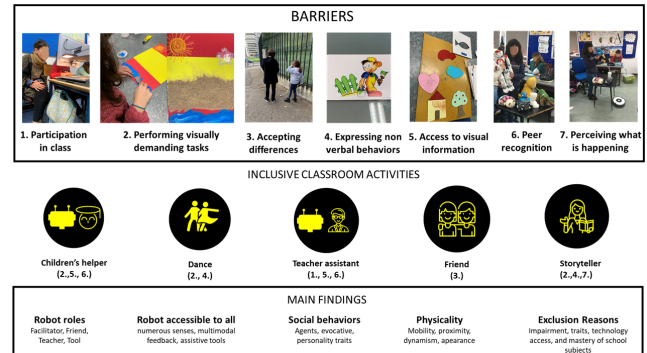 BARRIERS
1. Participation
in class
2. Performing visually
demanding tasks
3. Accepting
differences
4. Expressing non
verbal behaviors
5. Access to visual
information
6. Peer
recognition
7. Perceiving what
is happening
INCLUSIVE CLASSROOM ACTIVITIES
Children's helper
(2.,5., 6.)
Dance
(2., 4.)
Teacher assistant
(1., 5., 6.)
Friend
(3.)
Storyteller
(2.,4.,7.)
MAIN FINDINGS
Robot roles
Facilitator, Friend,
Teacher, Tool
Robot accessible to all
numerous senses, multimodal
feedback, assistive tools
Social behaviors
Agents, evocative,
personality traits
Physicality
Mobility, proximity,
dynamism, apearance
Exclusion Reasons
Impairment, traits, technology
access, and mastery of school
subjects